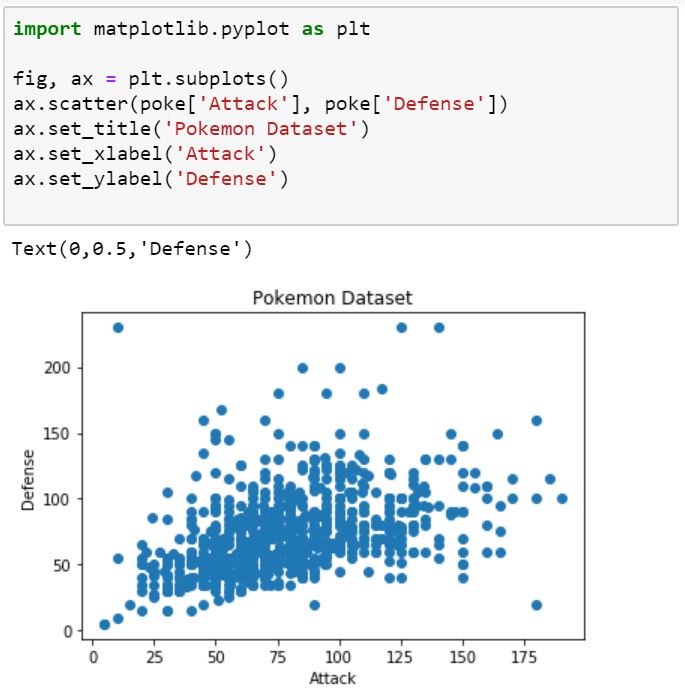 import matplotlib.pyplot as plt
fig, ax = plt.subplots()
ax.scatter(poke['Attack'], poke['Defense'])
ax.set_title('Pokemon Dataset')
ax.set_xlabel('Attack')
ax.set_ylabel('Defense')
Text(0,0.5,'Defense')
Pokemon Dataset
200
150
100
50
0
Defense
0 25 50 75 100 125 150 175
Attack